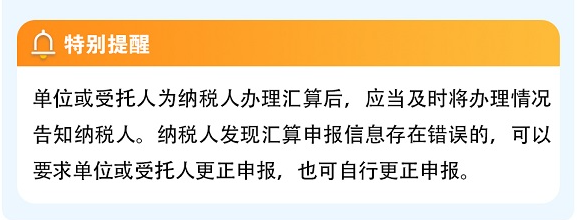 特别提醒
单位或受托人为纳税人办理汇算后，应当及时将办理情况
告知纳税人。纳税人发现汇算申报信息存在错误的，可以
要求单位或受托人更正申报，也可自行更正申报。